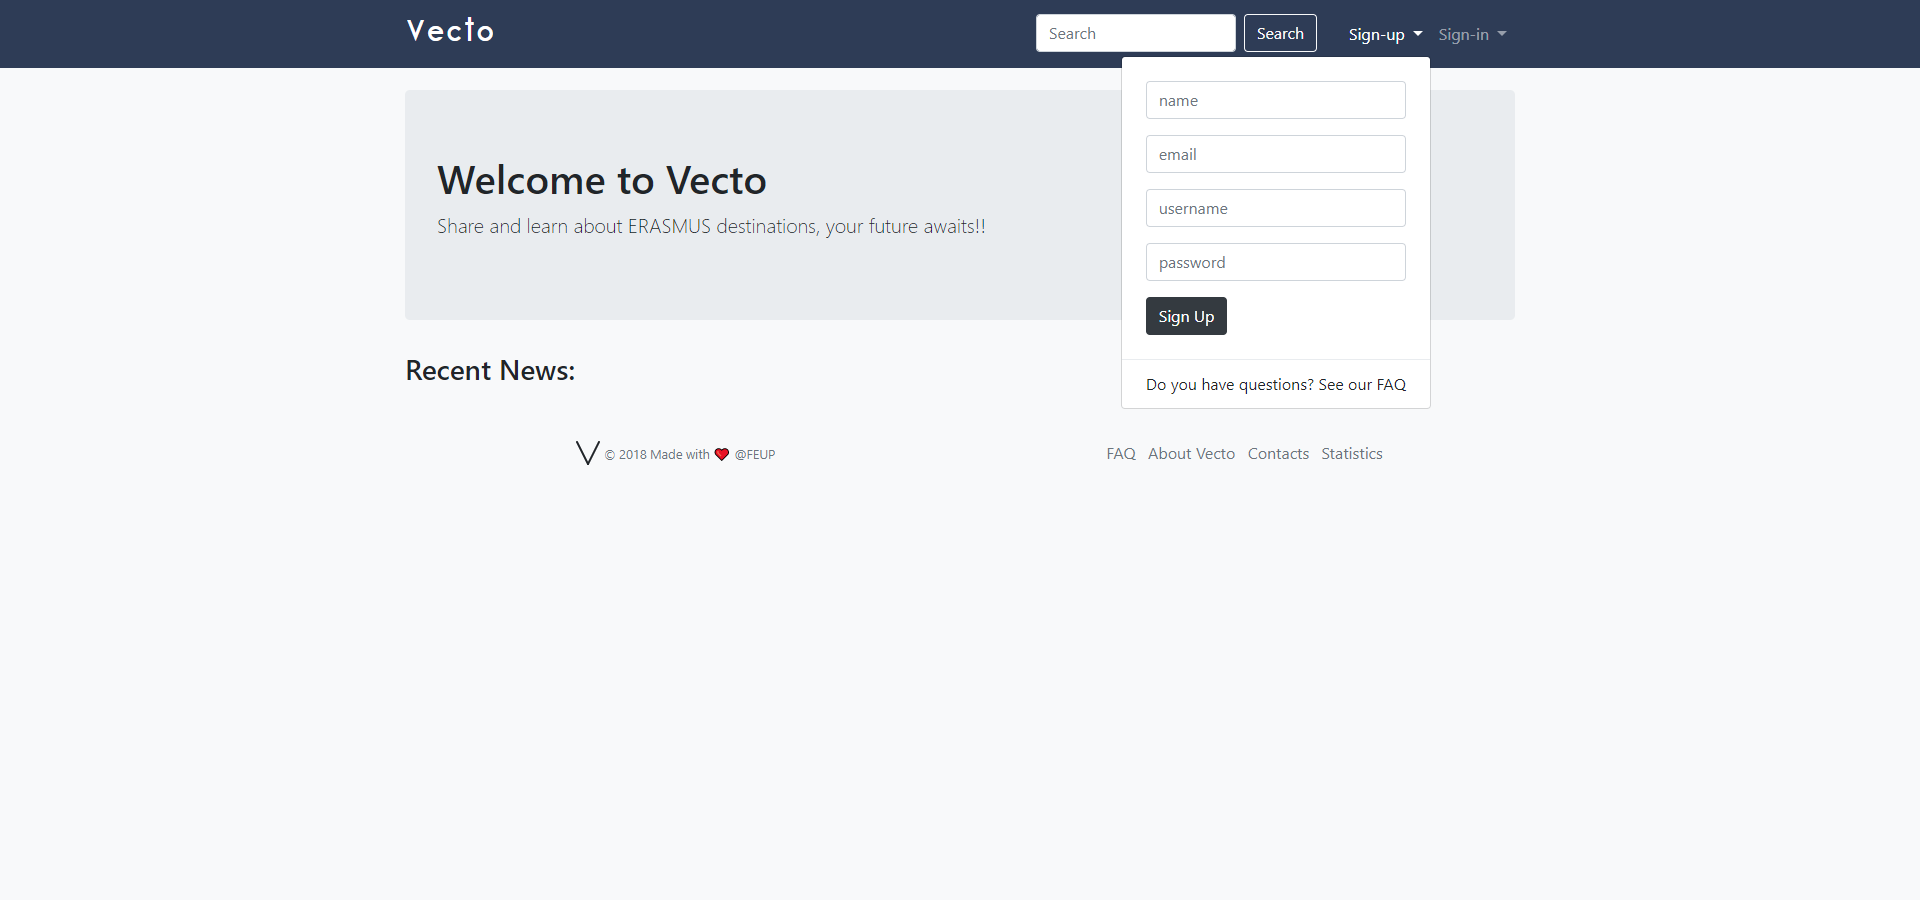 Vecto
Search
Search
Sign-up
Sign-in
name
email
username
password
Sign Up
Do you have questions? See our FAQ
Welcome to Vecto
Share and learn about ERASMUS destinations, your future awaits!!
Recent News:
© 2018 Made with ❤ @FEUP
FAQ About Vecto Contacts Statistics